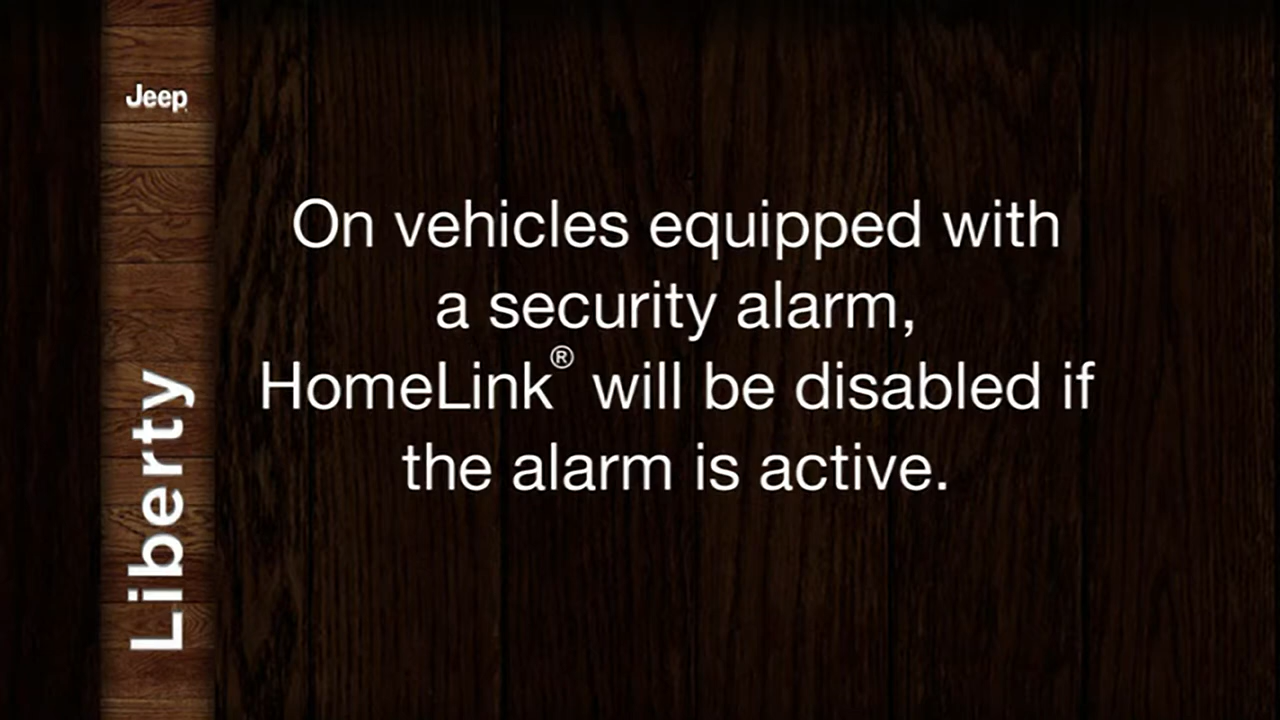 Jeep
Liberty
On vehicles equipped with
a security alarm,
HomeLink® will be disabled if
the alarm is active.